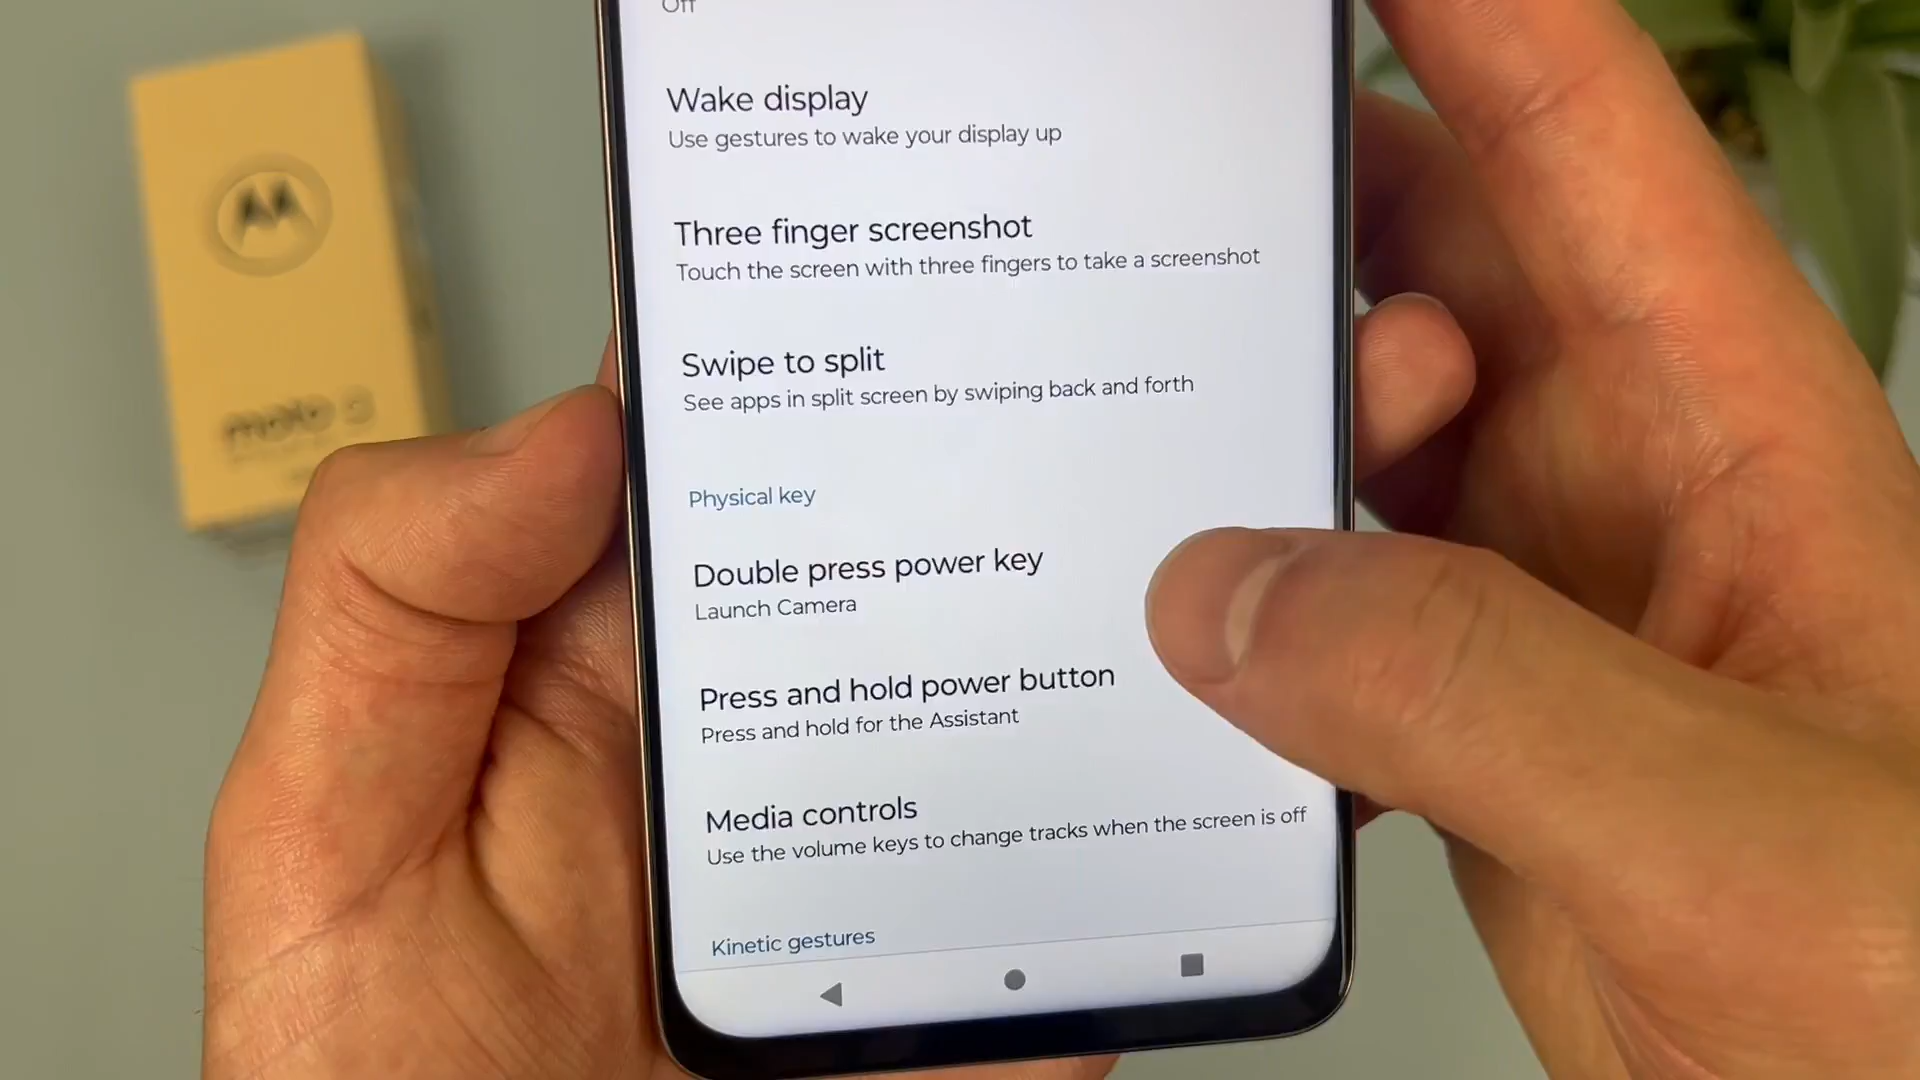 Off
Wake display
Use gestures to wake your display up
Three finger screenshot
Touch the screen with three fingers to take a screenshot
Swipe to split
See apps in split screen by swiping back and forth
Physical key
Double press power key
Launch Camera
Press and hold power button
Press and hold for the Assistant
Media controls
Use the volume keys to change tracks when the screen is off
Kinetic gestures
moto